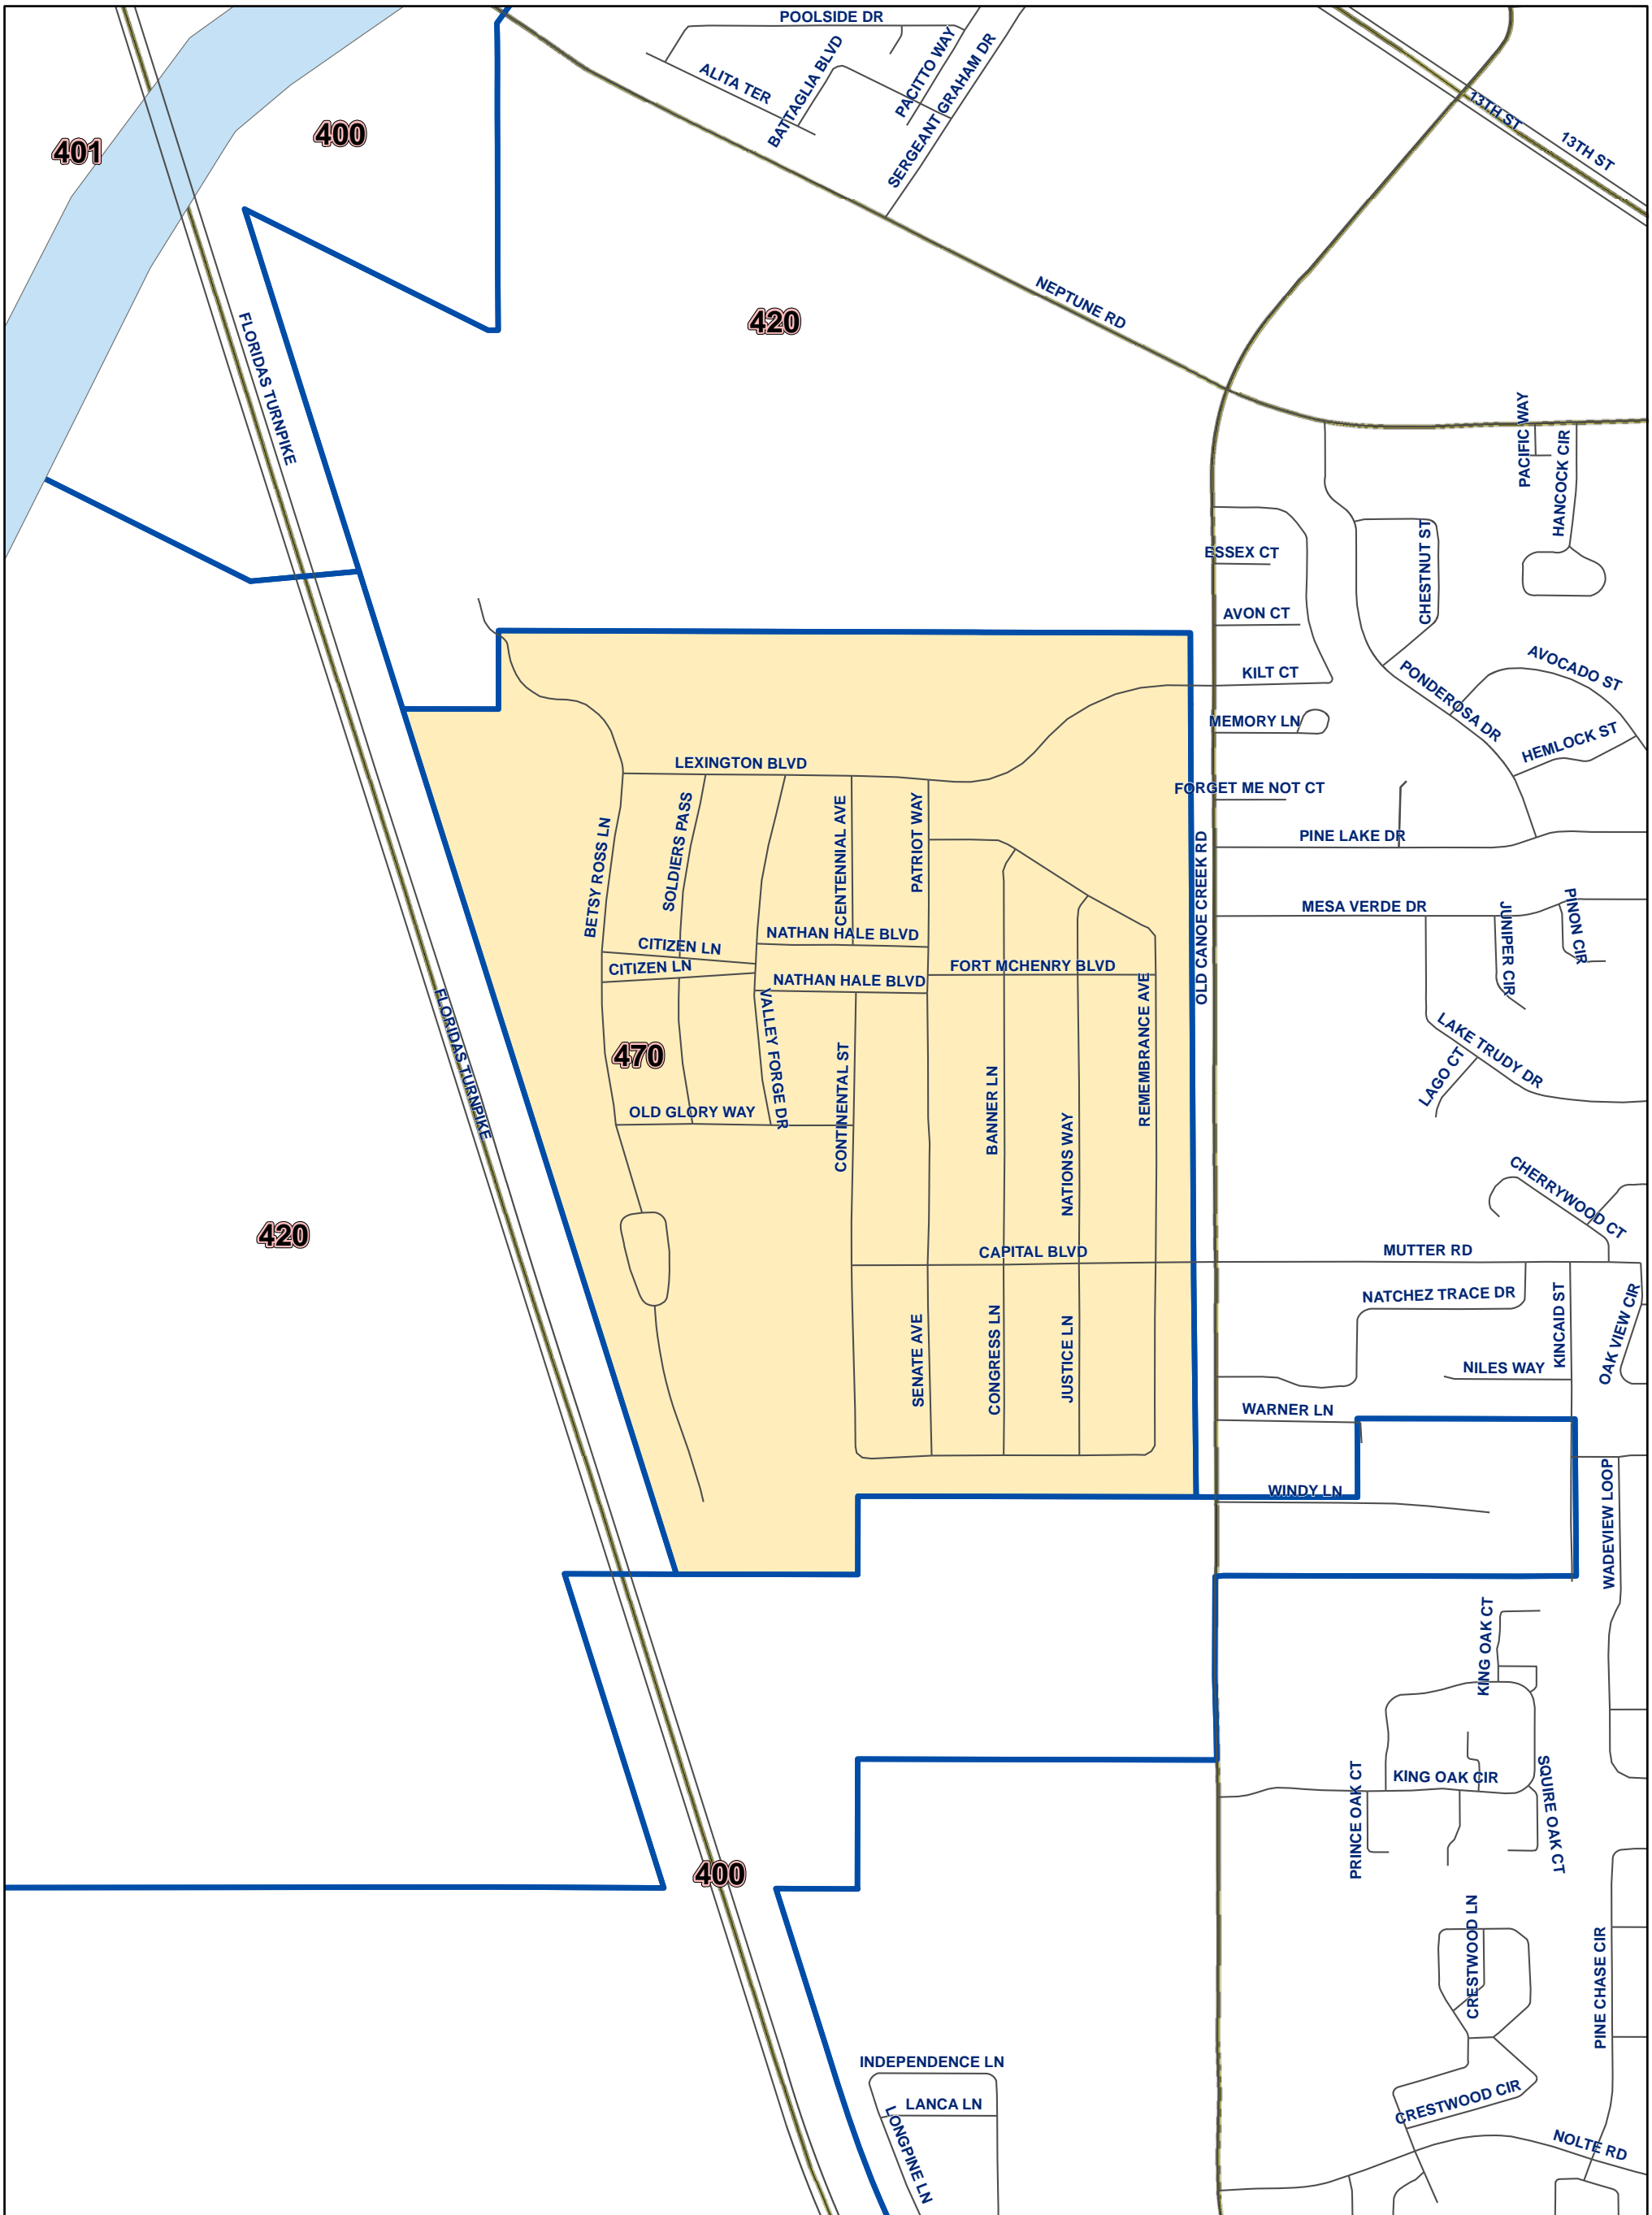 POOLSIDE DR
ALITA TER
BATTAGLIA BLVD
PACITTO WAY
SERGEANT GRAHAM DR
13TH ST
13TH ST
401
400
420
NEPTUNE RD
FLORIDAS TURNPIKE
PACIFIC WAY
HANCOCK CIR
CHESTNUT ST
ESSEX CT
AVON CT
KILT CT
MEMORY LN
FORGET ME NOT CT
PONDEROSA DR
AVOCADO ST
HEMLOCK ST
PINE LAKE DR
MESA VERDE DR
JUNIPER CIR
PINON CIR
LAKE TRUDY DR
LAGO CT
OLD CANOE CREEK RD
LEXINGTON BLVD
BETSY ROSS LN
SOLDIERS PASS
CENTENNIAL AVE
PATRIOT WAY
NATHAN HALE BLVD
CITIZEN LN
CITIZEN LN
NATHAN HALE BLVD
FORT MCHENRY BLVD
VALLEY FORGE DR
REMEMBRANCE AVE
470
CONTINENTAL ST
BANNER LN
NATIONS WAY
OLD GLORY WAY
FLORIDAS TURNPIKE
420
CAPITAL BLVD
SENATE AVE
CONGRESS LN
JUSTICE LN
CHERRYWOOD CT
MUTTER RD
NATCHEZ TRACE DR
KINCAID ST
OAK VIEW CIR
NILES WAY
WARNER LN
WINDY LN
WADEVIEW LOOP
KING OAK CT
KING OAK CIR
PRINCE OAK CT
SQUIRE OAK CT
400
CRESTWOOD LN
PINE CHASE CIR
CRESTWOOD CIR
NOLTE RD
INDEPENDENCE LN
LANCA LN
LONGPINE LN